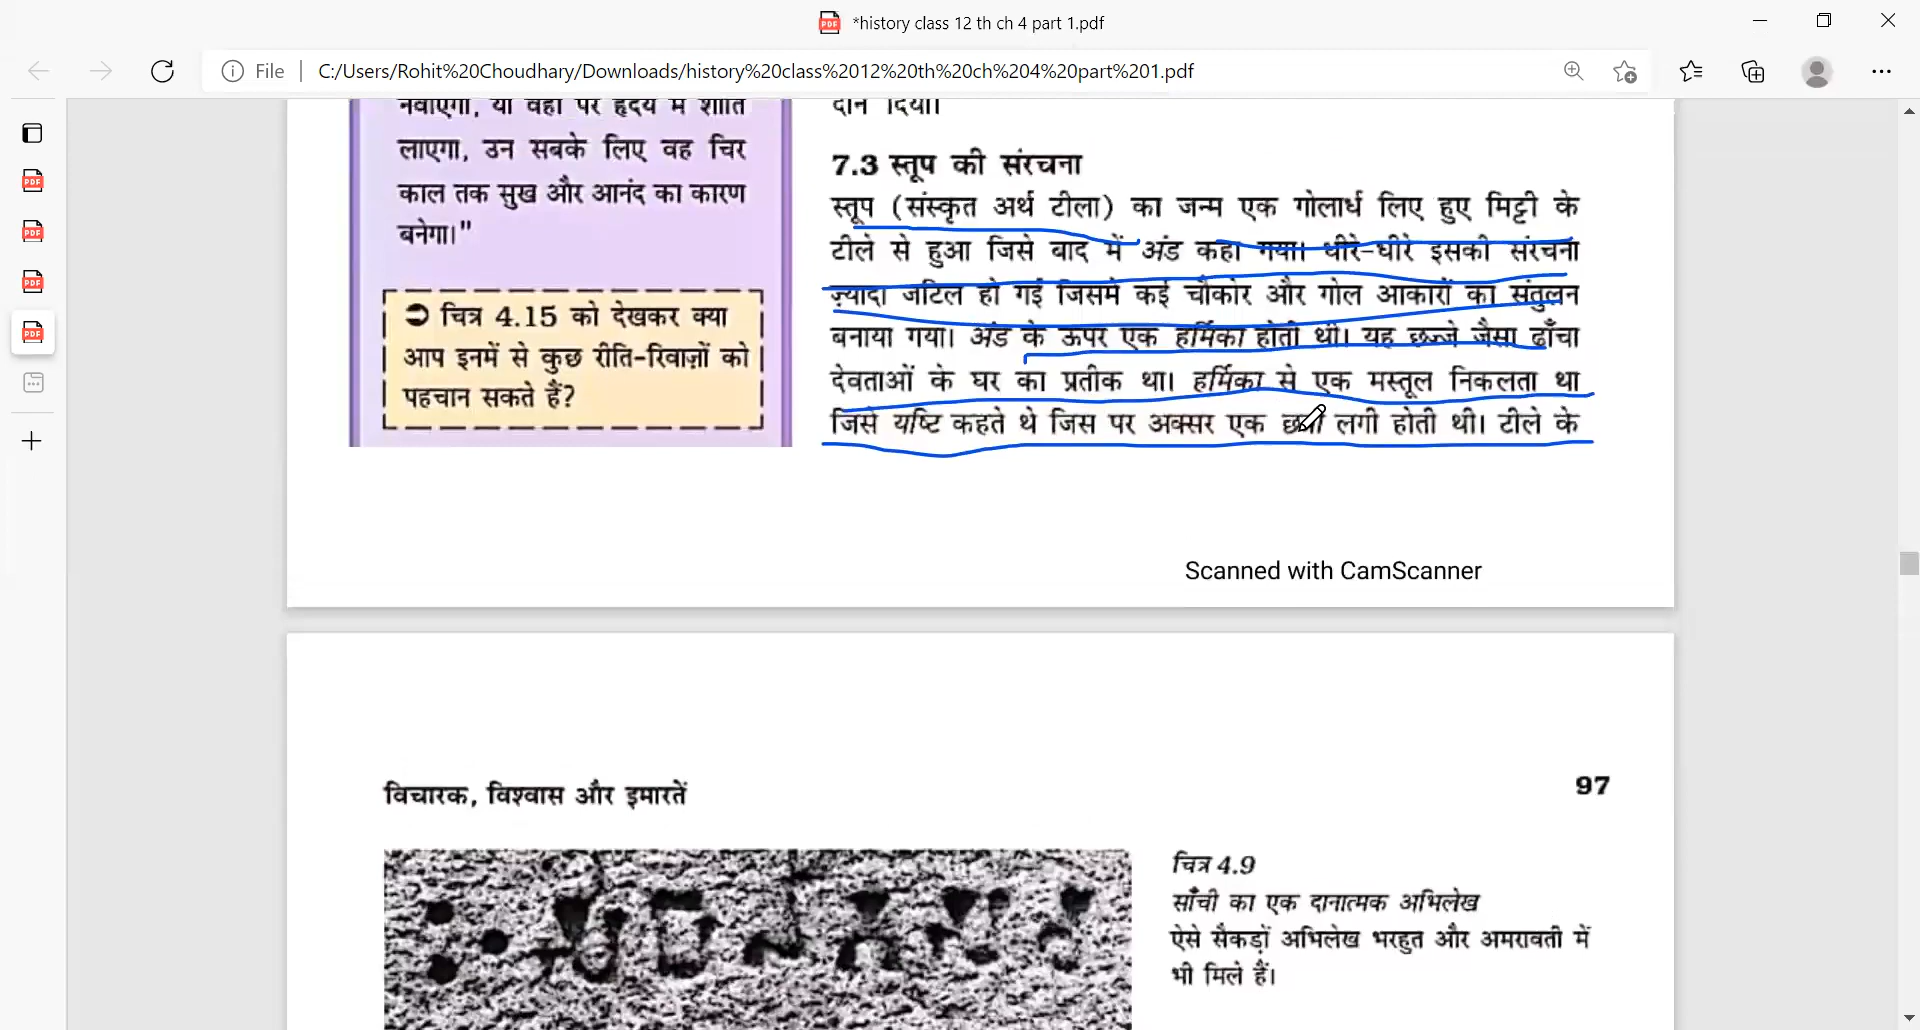 *history class 12 th ch 4 part 1.pdf
File
C:/Users/Rohit%20Choudhary/Downloads/history%20class%2012%20th%20ch%204%20part%201.pdf
नवाएगा, या वहाँ पर हृदय में शांति
लाएगा, उन सबके लिए वह चिर
काल तक सुख और आनंद का कारण
बनेगा।"
➲ चित्र 4.15 को देखकर क्या
आप इनमें से कुछ रीति-रिवाज़ों को
पहचान सकते हैं?
दान दिया।
7.3 स्तूप की संरचना
स्तूप (संस्कृत अर्थ टीला) का जन्म एक गोलार्ध लिए हुए मिट्टी के
टीले से हुआ जिसे बाद में अंड कहा गया। धीरे-धीरे इसकी संरचना
ज़्यादा जटिल हो गई जिसमें कई चौकोर और गोल आकारों का संतुलन
बनाया गया। अंड के ऊपर एक हर्मिका होती थी। यह छज्जे जैसा ढाँचा
देवताओं के घर का प्रतीक था। हर्मिका से एक मस्तूल निकलता था
जिसे यष्टि कहते थे जिस पर अक्सर एक लगी होती थी। टीले के
Scanned with CamScanner
विचारक, विश्वास और इमारतें
97
चित्र 4.9
साँची का एक दानात्मक अभिलेख
ऐसे सैकड़ों अभिलेख भरहुत और अमरावती में
भी मिले हैं।